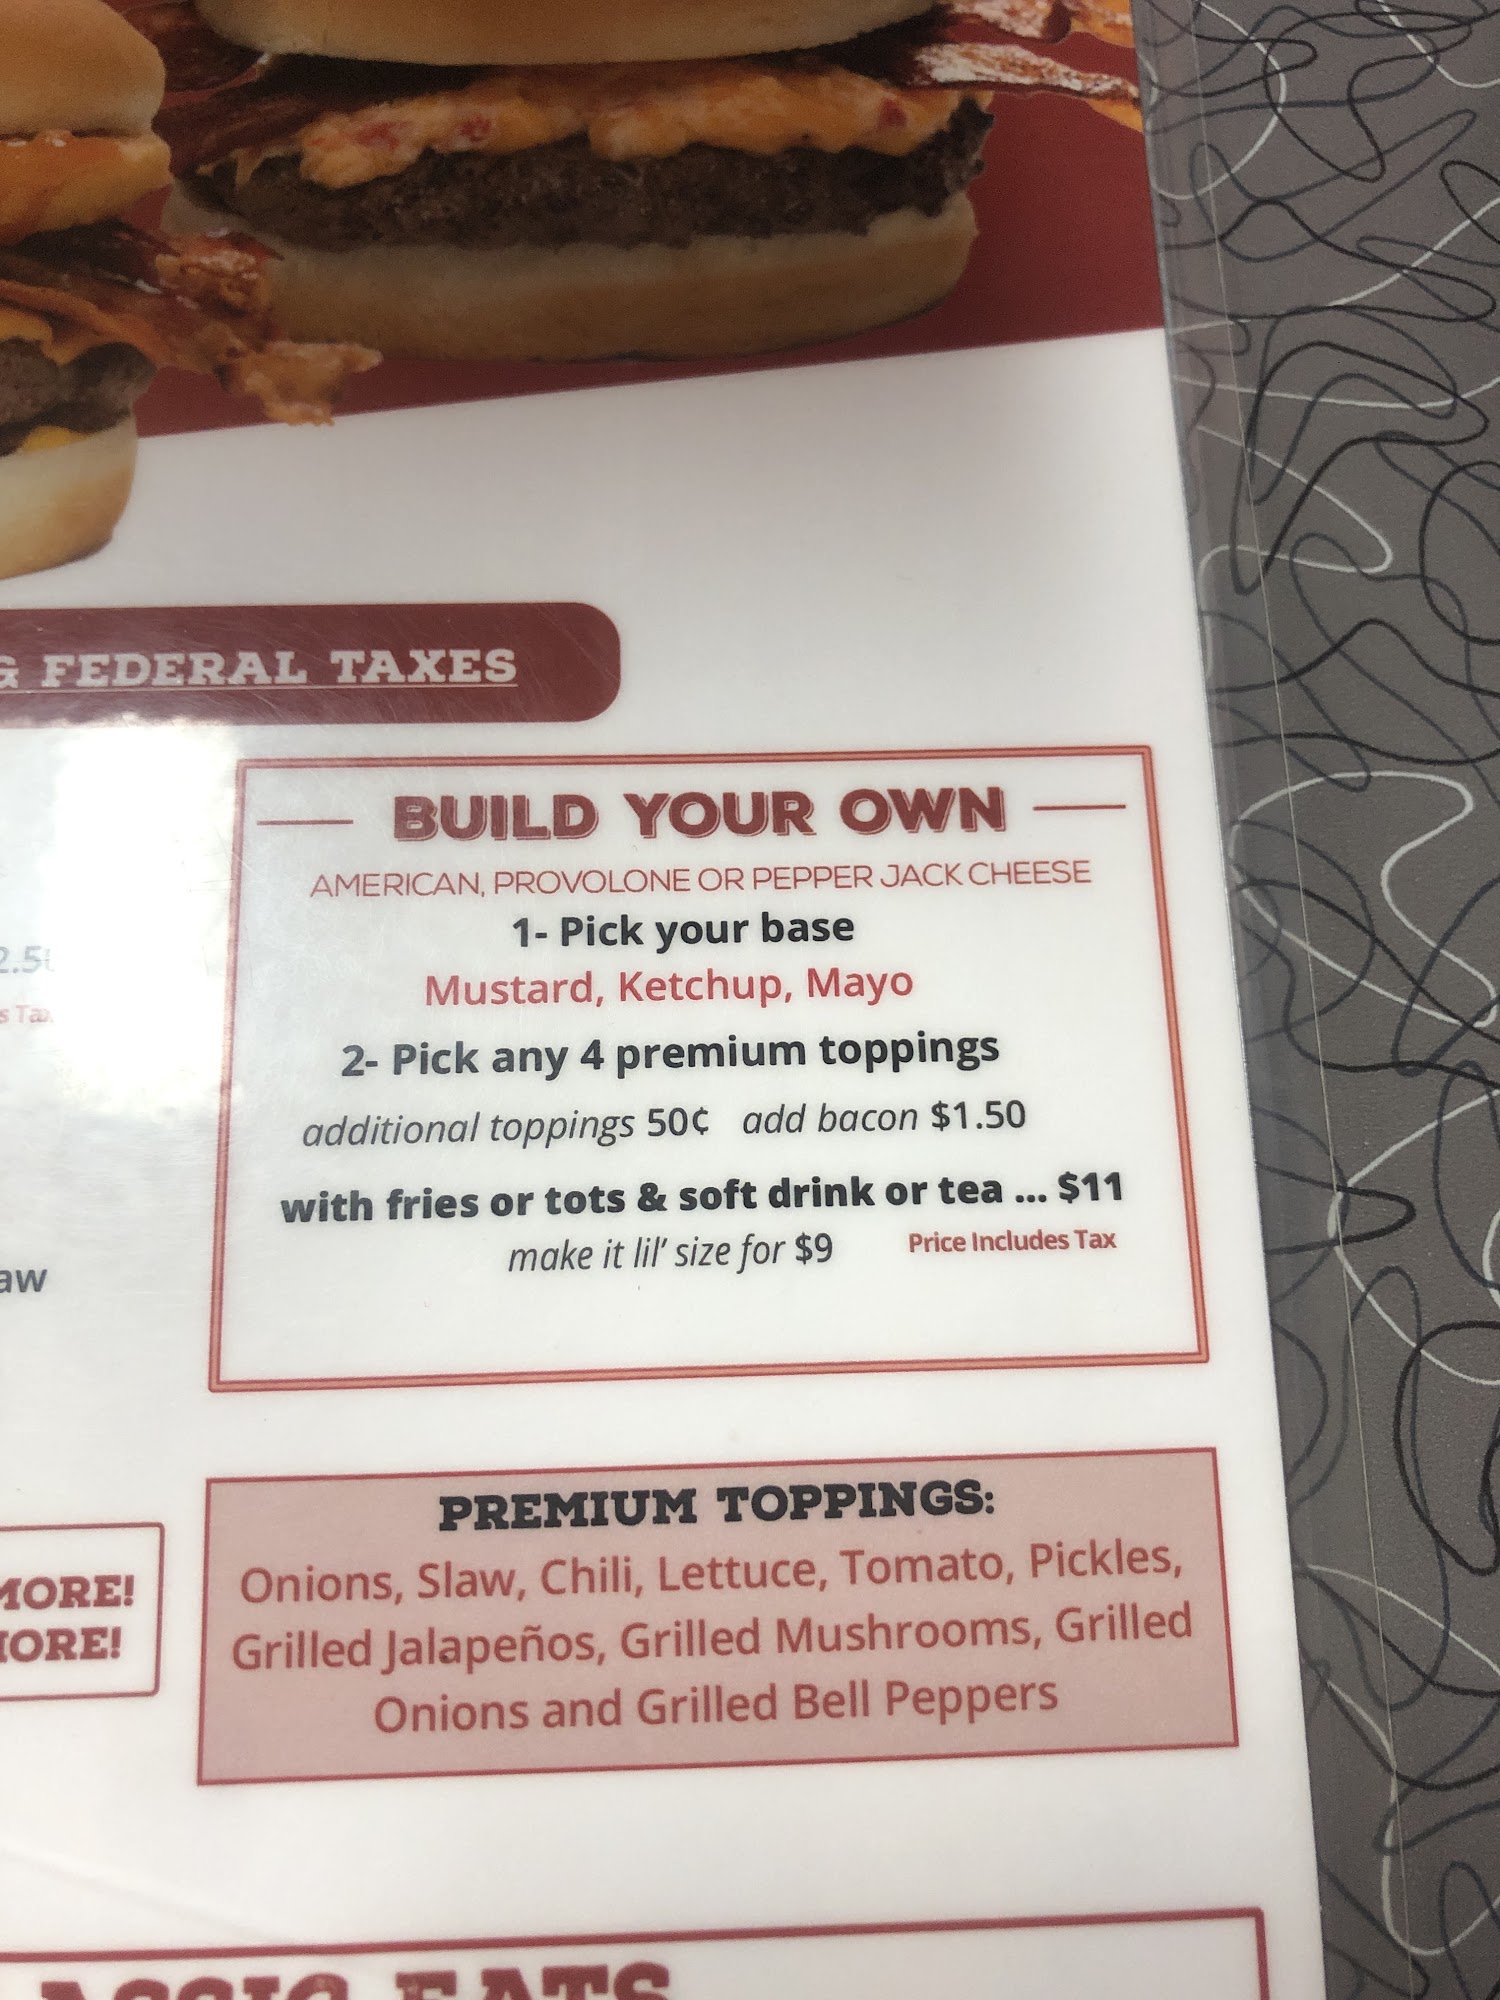 FEDERAL TAXES
BUILD YOUR OWN
AMERICAN, PROVOLONE OR PEPPER JACK CHEESE
1- Pick your base
Mustard, Ketchup, Mayo
2- Pick any 4 premium toppings
additional toppings 50¢ add bacon $1.50
with fries or tots & soft drink or tea ... $11
make it lil' size for $9 Price Includes Tax
MORE!
PREMIUM TOPPINGS:
Onions, Slaw, Chili, Lettuce, Tomato, Pickles,
Grilled Jalapeños, Grilled Mushrooms, Grilled
Onions and Grilled Bell Peppers
EATS